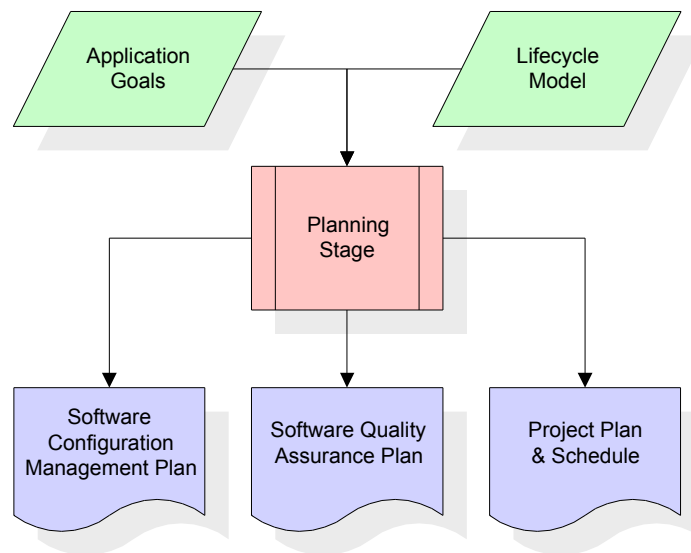 Application
Goals
Lifecycle
Model
Planning
Stage
Software
Configuration
Management Plan
Software Quality
Assurance Plan
Project Plan
& Schedule